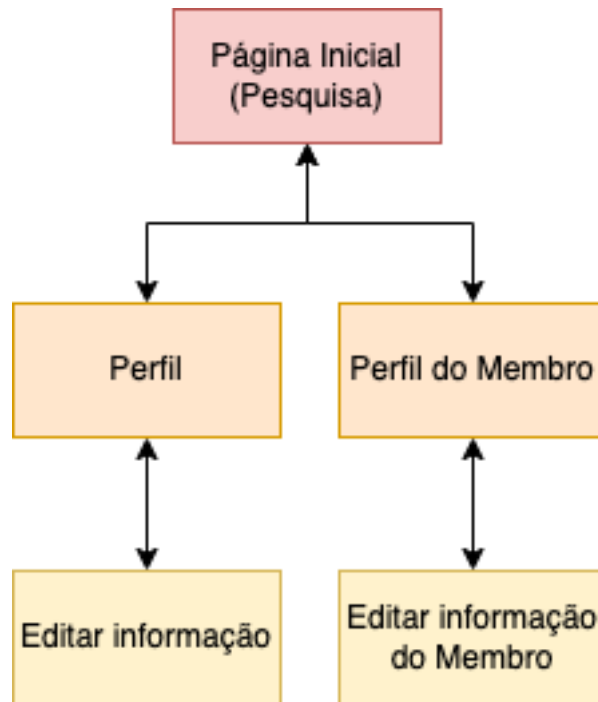 Página Inicial
(Pesquisa)
Perfil
Perfil do Membro
Editar informação
Editar informação
do Membro